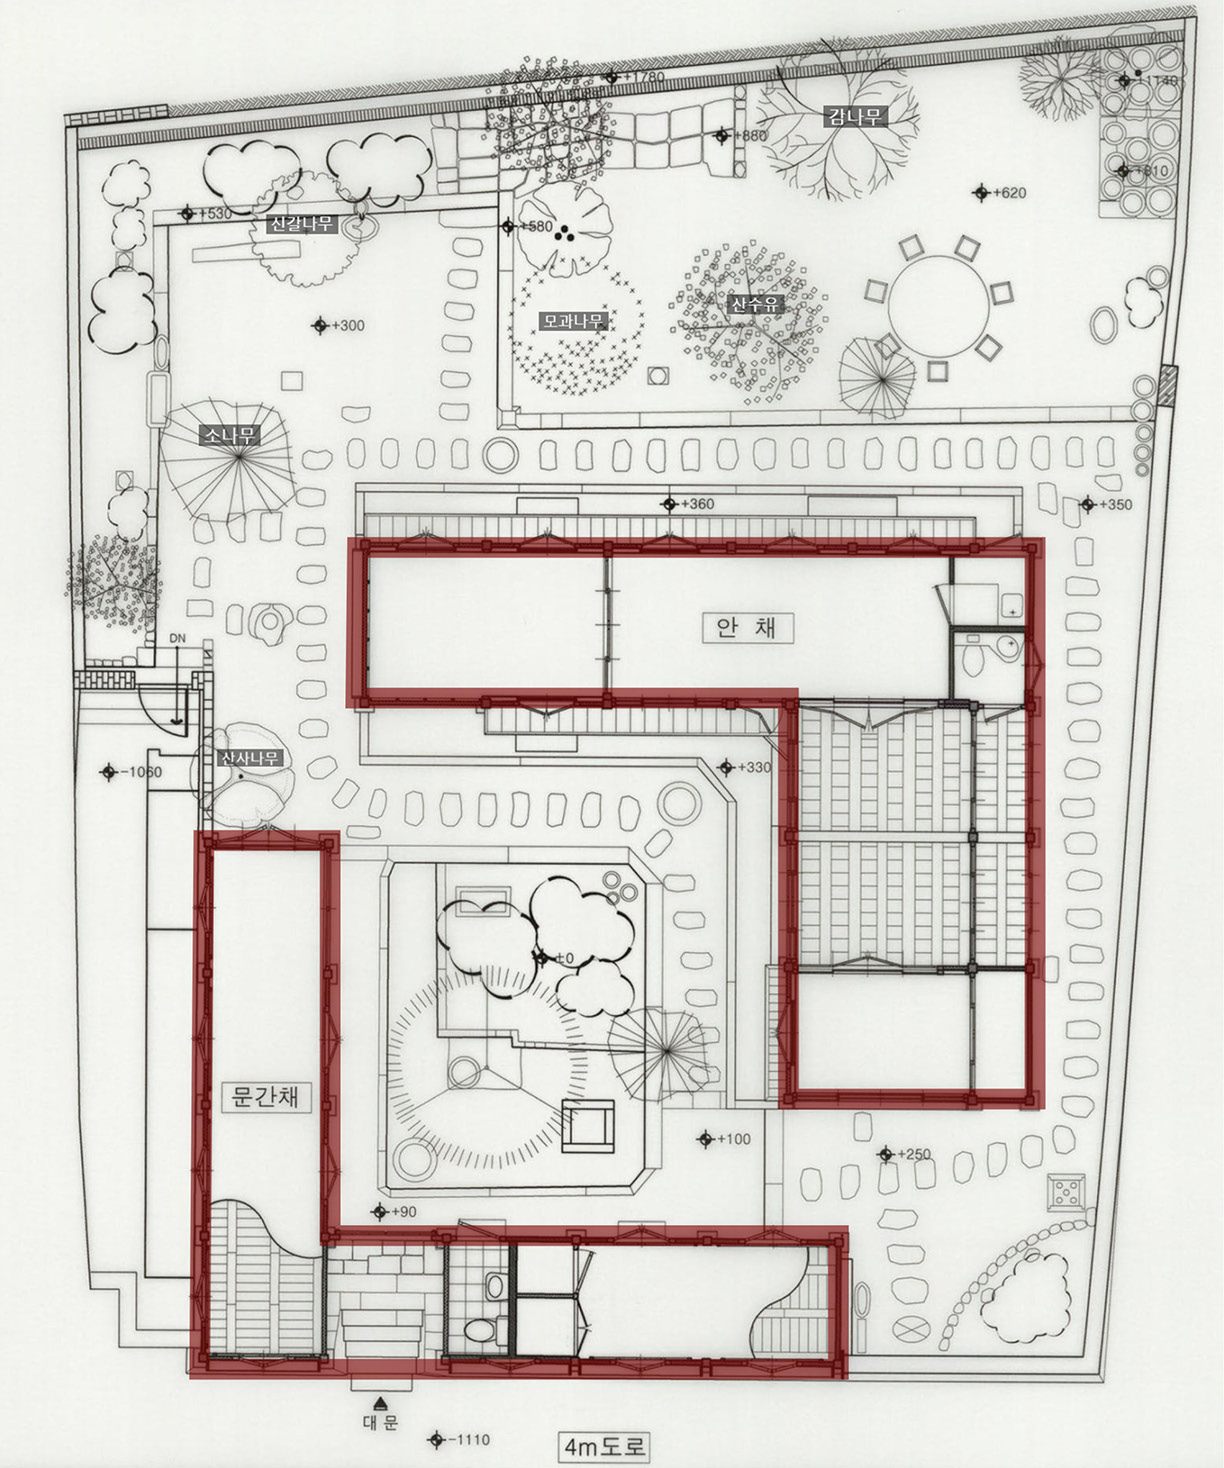 +1780
감나무
+1140
+880
+810
+620
+530
신갈나무
+580
산수유
모과나무
+300
소나무
+360
+350
안 채
DN
산사나무
-1060
+330
±0
문간채
+100
+250
+90
대 문
-1110
4m도로